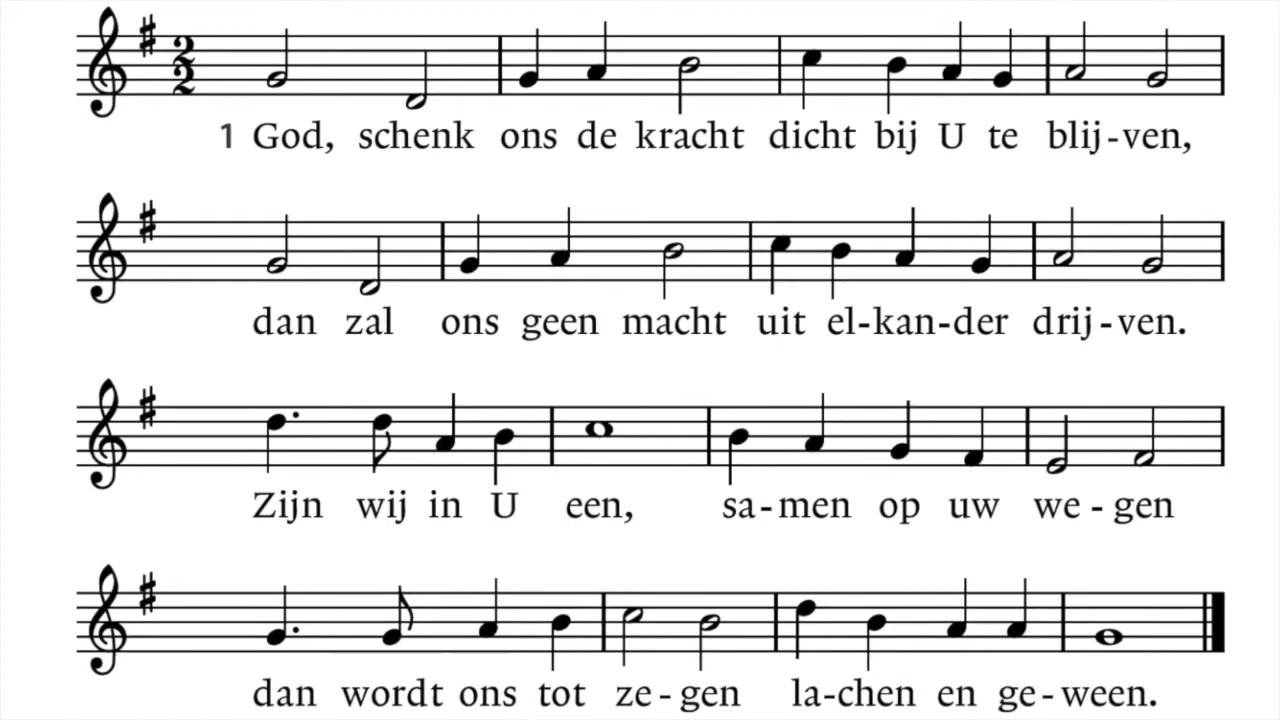 1 God, schenk ons de kracht dicht bij U te blij-ven,
dan zal ons geen macht uit el-kan-der drij-ven.
Zijn wij in U een, sa-men op uw we-gen
dan wordt ons tot ze-gen la-chen en ge-ween.